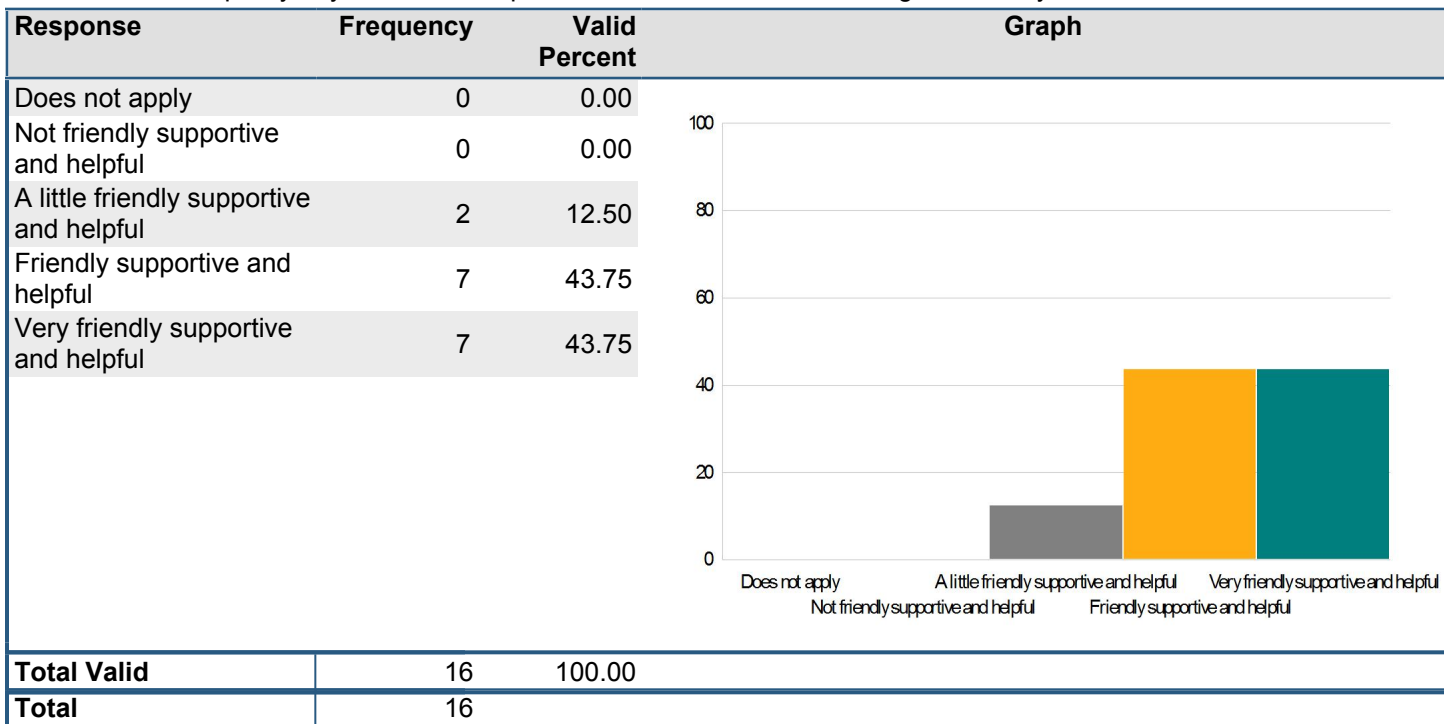 Response Frequency Valid Percent Graph
Does not apply 0 0.00
Not friendly supportive and helpful 0 0.00
A little friendly supportive and helpful 2 12.50
Friendly supportive and helpful 7 43.75
Very friendly supportive and helpful 7 43.75
100
80
60
40
20
0
Does not apply A little friendly supportive and helpful Very friendly supportive and helpful
Not friendly supportive and helpful Friendly supportive and helpful
Total Valid 16 100.00
Total 16